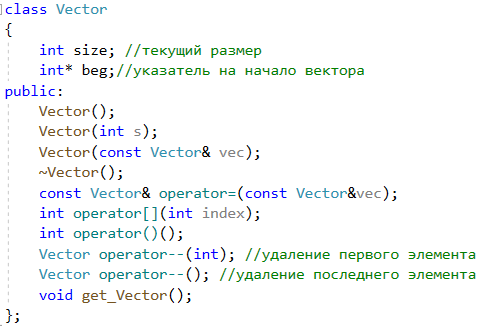 class Vector
{
    int size; //текущий размер
    int* beg;//указатель на начало вектора
public:
    Vector();
    Vector(int s);
    Vector(const Vector& vec);
    ~Vector();
    const Vector& operator=(const Vector&vec);
    int operator[](int index);
    int operator()();
    Vector operator--(int); //удаление первого элемента
    Vector operator--(); //удаление последнего элемента
    void get_Vector();
};